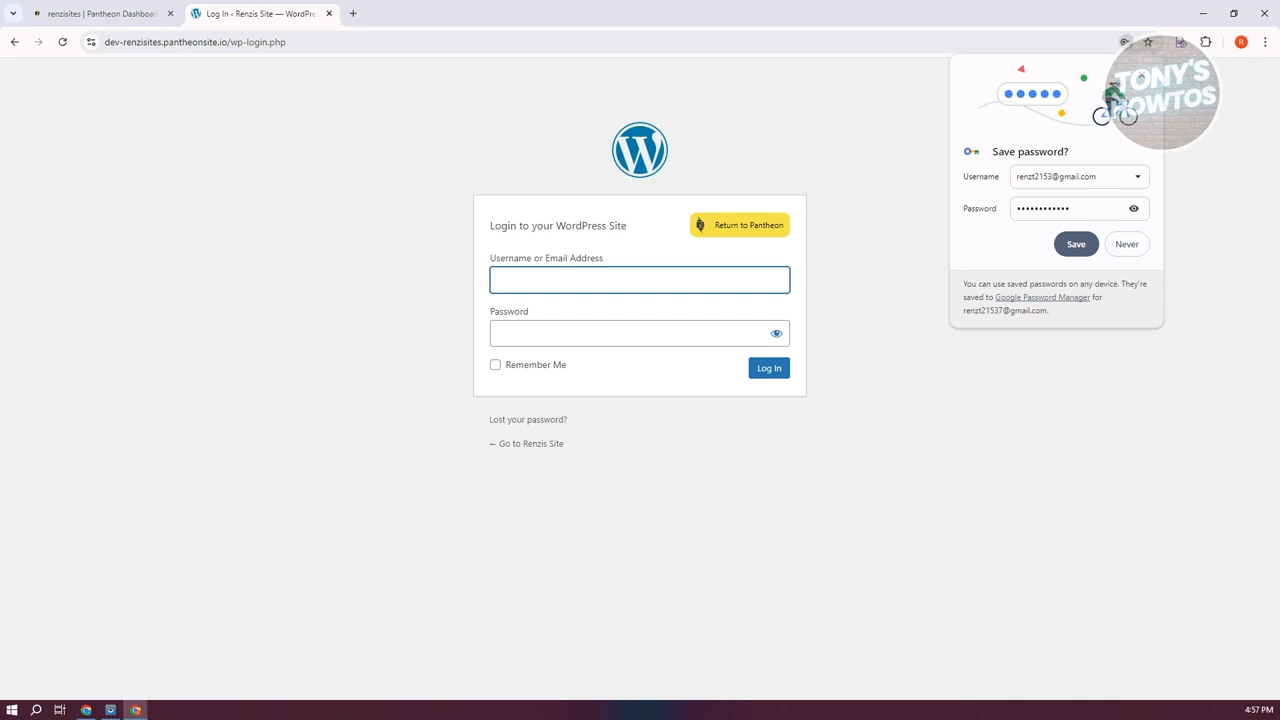 renzisites | Pantheon Dashboar
Log In ‹ Renzis Site — WordPres
dev-renzisites.pantheonsite.io/wp-login.php
R
TONY'S
HOWTOS
Save password?
Username
renzt2153@gmail.com
Password
••••••••••••
Save
Never
You can use saved passwords on any device. They're
saved to Google Password Manager for
renzt21537@gmail.com.
Login to your WordPress Site
Return to Pantheon
Username or Email Address
Password
Remember Me
Log In
Lost your password?
← Go to Renzis Site
4:57 PM